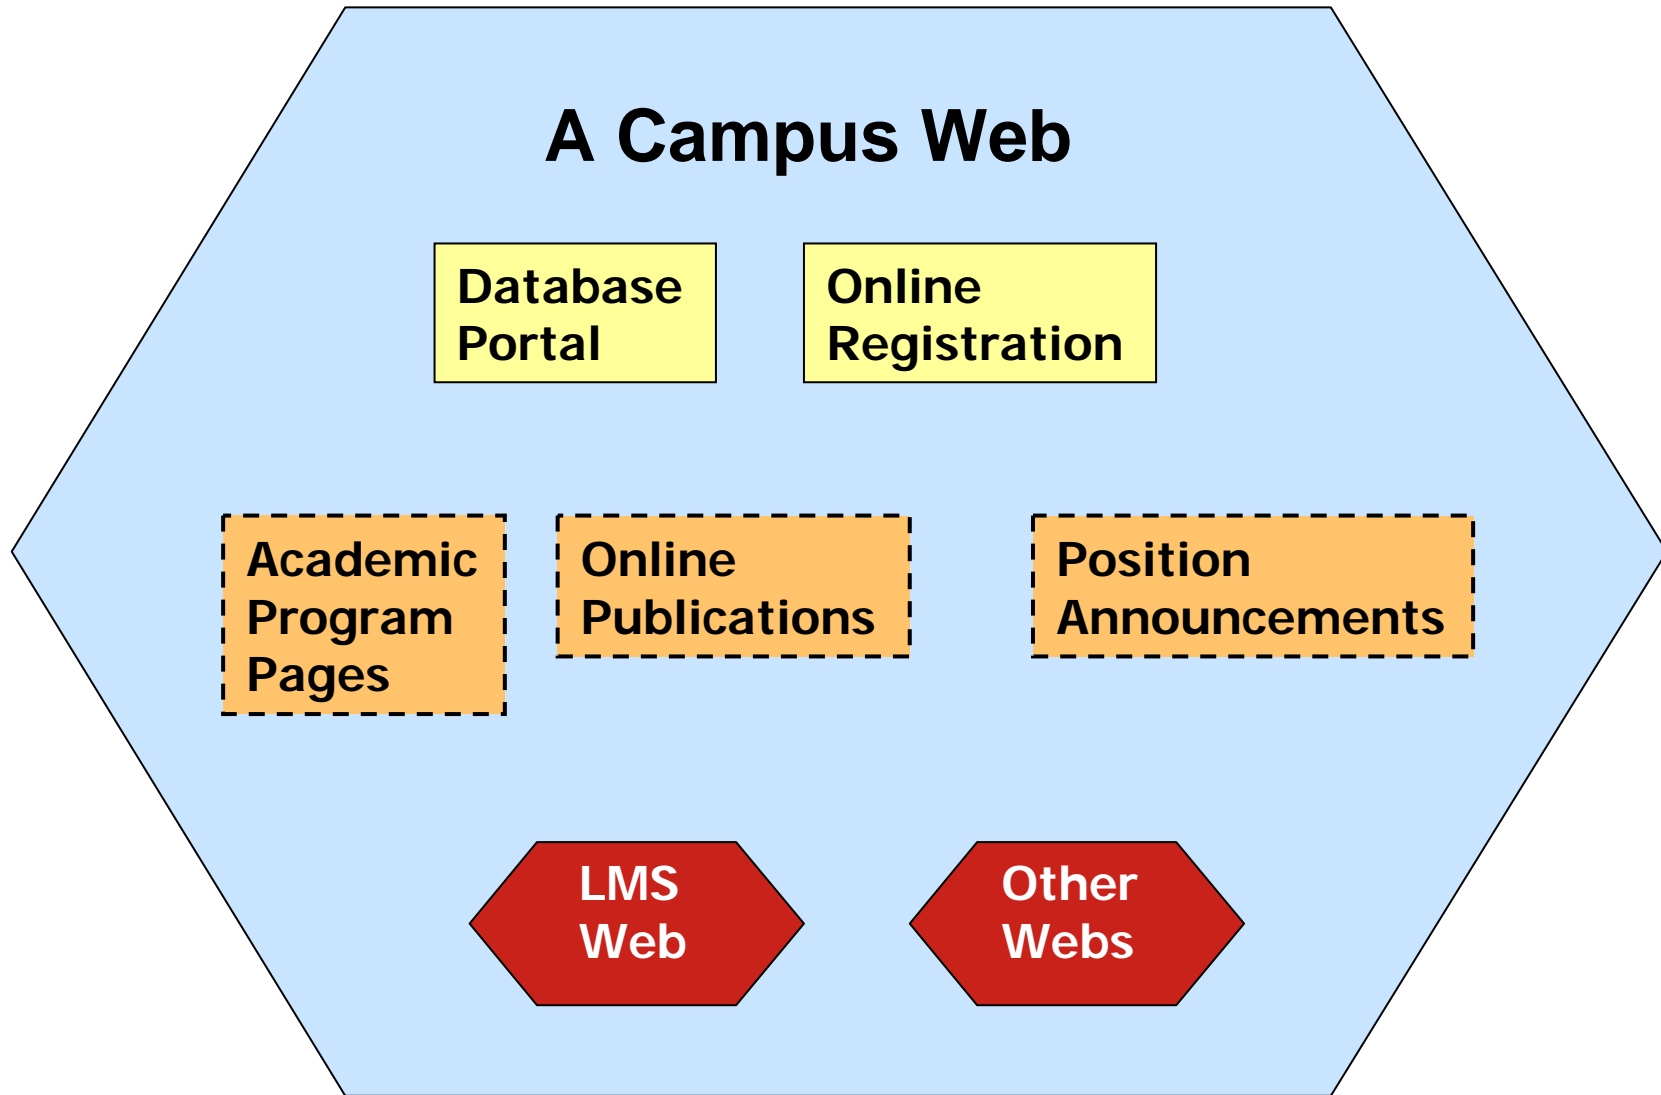 A Campus Web
Database
Portal
Online
Registration
Academic
Program
Pages
Online
Publications
Position
Announcements
LMS
Web
Other
Webs